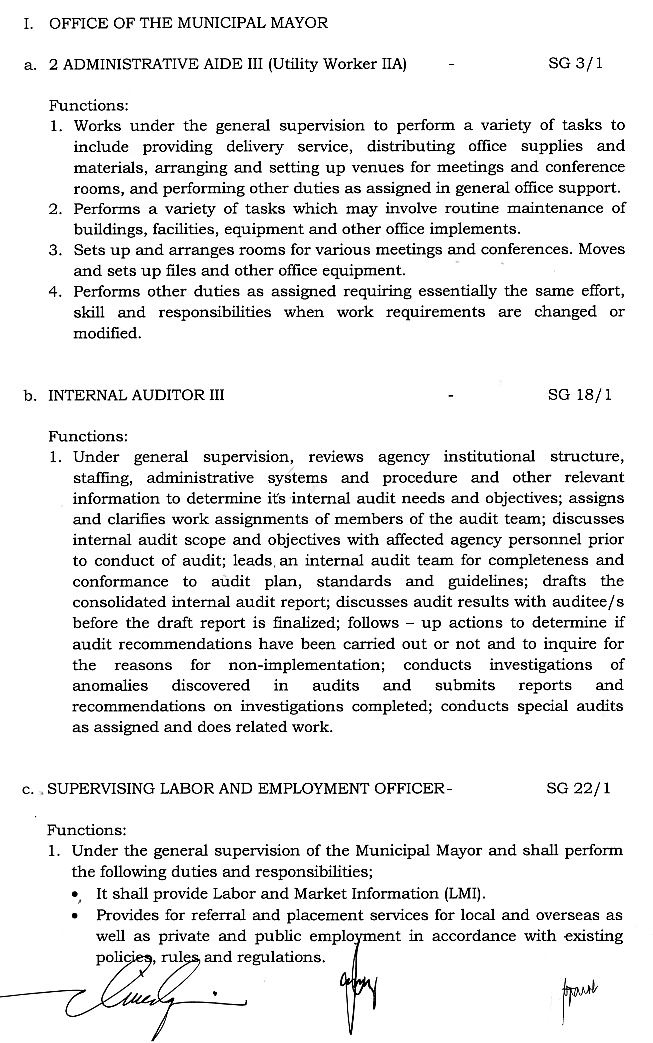 I. OFFICE OF THE MUNICIPAL MAYOR
a. 2 ADMINISTRATIVE AIDE III (Utility Worker IIA) - SG 3/1
Functions:
1. Works under the general supervision to perform a variety of tasks to
include providing delivery service, distributing office supplies and
materials, arranging and setting up venues for meetings and conference
rooms, and performing other duties as assigned in general office support.
2. Performs a variety of tasks which may involve routine maintenance of
buildings, facilities, equipment and other office implements.
3. Sets up and arranges rooms for various meetings and conferences. Moves
and sets up files and other office equipment.
4. Performs other duties as assigned requiring essentially the same effort,
skill and responsibilities when work requirements are changed or
modified.
b. INTERNAL AUDITOR III - SG 18/1
Functions:
1. Under general supervision, reviews agency institutional structure,
staffing, administrative systems and procedure and other relevant
information to determine it's internal audit needs and objectives; assigns
and clarifies work assignments of members of the audit team; discusses
internal audit scope and objectives with affected agency personnel prior
to conduct of audit; leads an internal audit team for completeness and
conformance to audit plan, standards and guidelines; drafts the
consolidated internal audit report; discusses audit results with auditee/s
before the draft report is finalized; follows – up actions to determine if
audit recommendations have been carried out or not and to inquire for
the reasons for non-implementation; conducts investigations of
anomalies discovered in audits and submits reports and
recommendations on investigations completed; conducts special audits
as assigned and does related work.
c. SUPERVISING LABOR AND EMPLOYMENT OFFICER- SG 22/1
Functions:
1. Under the general supervision of the Municipal Mayor and shall perform
the following duties and responsibilities;
• It shall provide Labor and Market Information (LMI).
• Provides for referral and placement services for local and overseas as
well as private and public employment in accordance with existing
policies, rules and regulations.